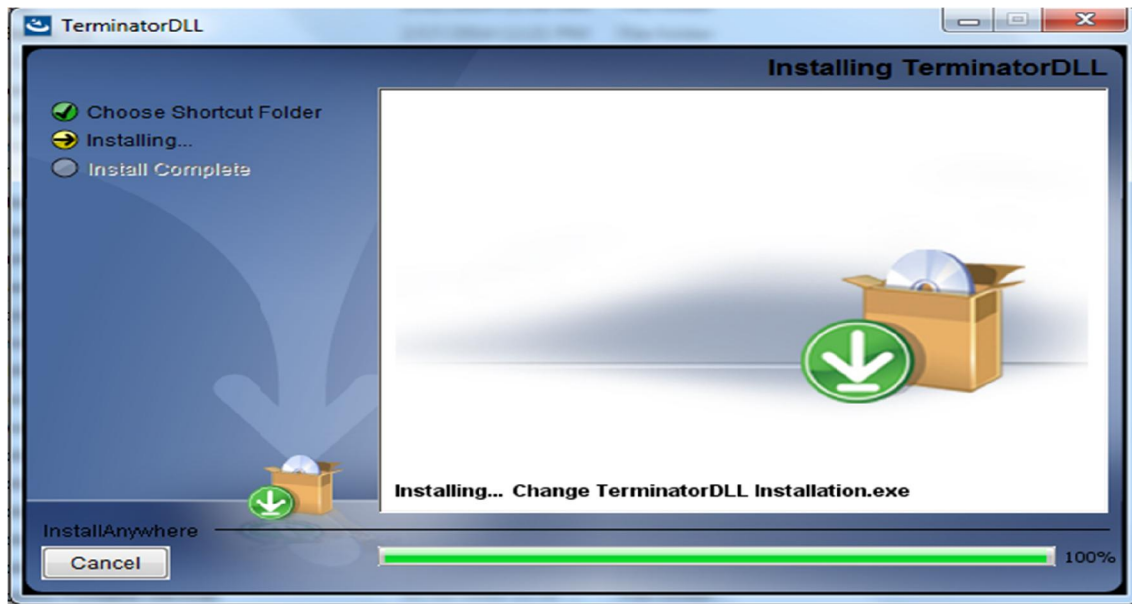 TerminatorDLL
Installing TerminatorDLL
Choose Shortcut Folder
Installing...
Install Complete
Installing... Change TerminatorDLL Installation.exe
InstallAnywhere
Cancel
100%